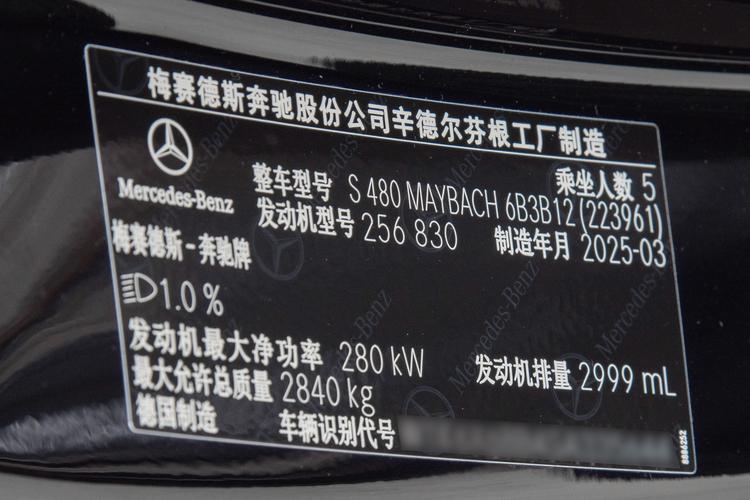 梅赛德斯奔驰股份公司辛德尔芬根工厂制造
Mercedes-Benz
乘坐人数 5
整车型号 S 480 MAYBACH 6B3B12 (223961)
发动机型号 256 830
制造年月 2025-03
梅赛德斯－奔驰牌
1.0 %
发动机最大净功率 280 kW
发动机排量 2999 mL
最大允许总质量 2840 kg
德国制造
车辆识别代号